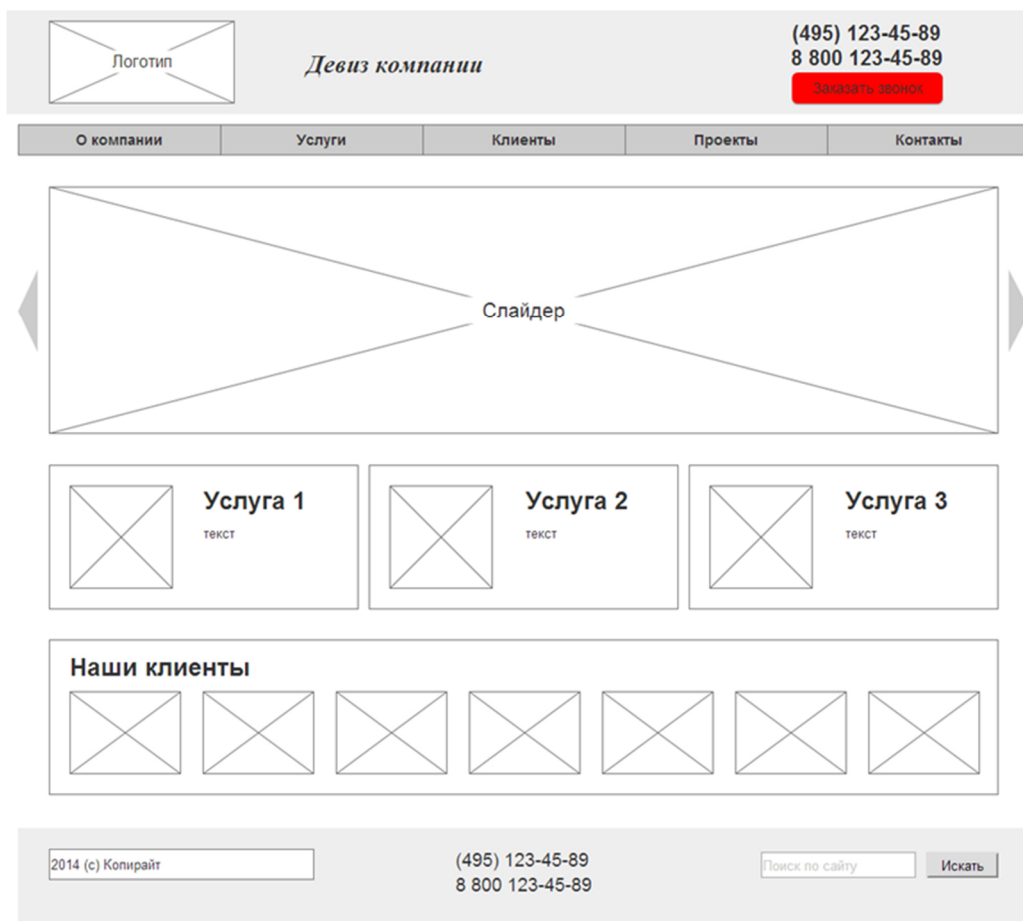 Логотип
Девиз компании
(495) 123-45-89
8 800 123-45-89
Заказать звонок
О компании
Услуги
Клиенты
Проекты
Контакты
Слайдер
Услуга 1
текст
Услуга 2
текст
Услуга 3
текст
Наши клиенты
2014 (с) Копирайт
(495) 123-45-89
8 800 123-45-89
Поиск по сайту
Искать